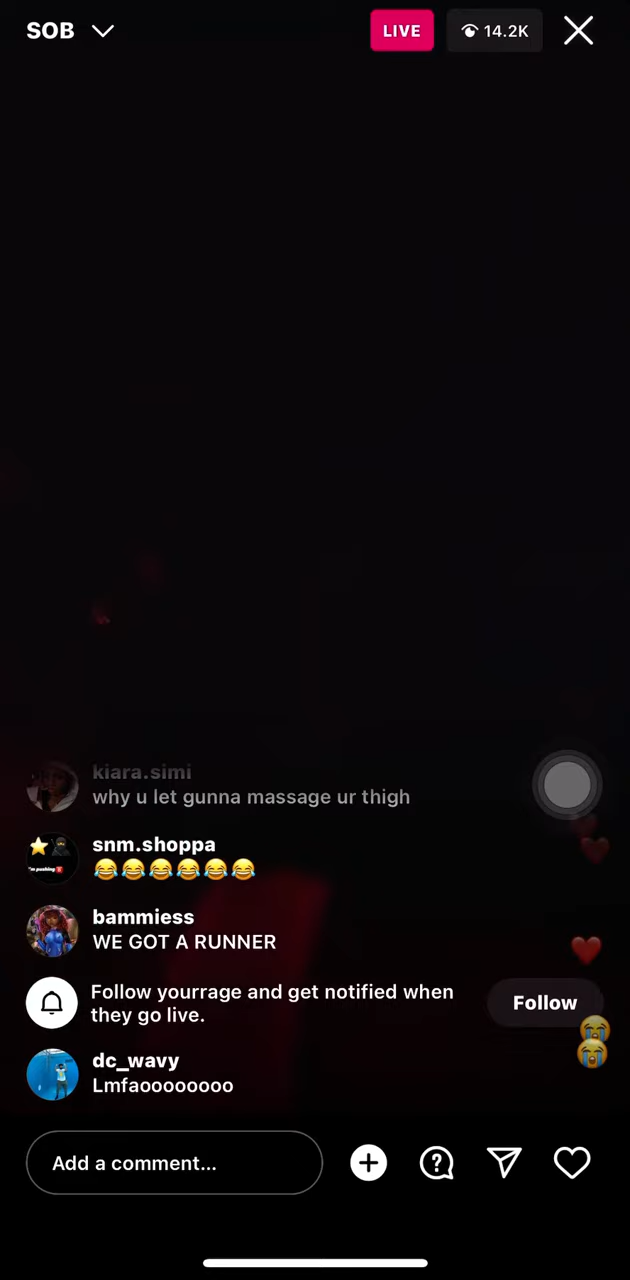 SOB
LIVE
14.2K
kiara.simi
why u let gunna massage ur thigh
snm.shoppa
😂😂😂😂😂😂
bammiess
WE GOT A RUNNER
Follow yourrage and get notified when
they go live.
Follow
dc_wavy
Lmfaoooooooo
Add a comment...